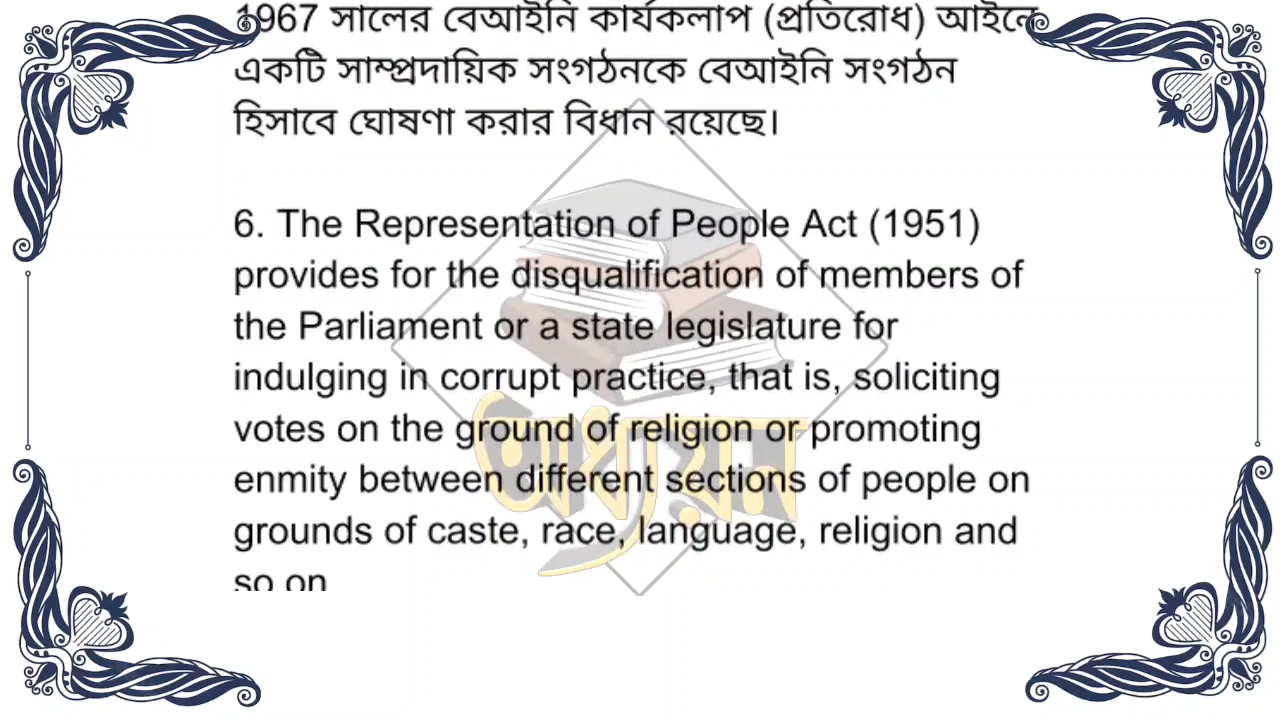 1967 সালের বেআইনি কার্যকলাপ (প্রতিরোধ) আইনে
একটি সাম্প্রদায়িক সংগঠনকে বেআইনি সংগঠন
হিসাবে ঘোষণা করার বিধান রয়েছে।
6. The Representation of People Act (1951)
provides for the disqualification of members of
the Parliament or a state legislature for
indulging in corrupt practice, that is, soliciting
votes on the ground of religion or promoting
enmity between different sections of people on
grounds of caste, race, language, religion and
so on
অধ্যয়ন